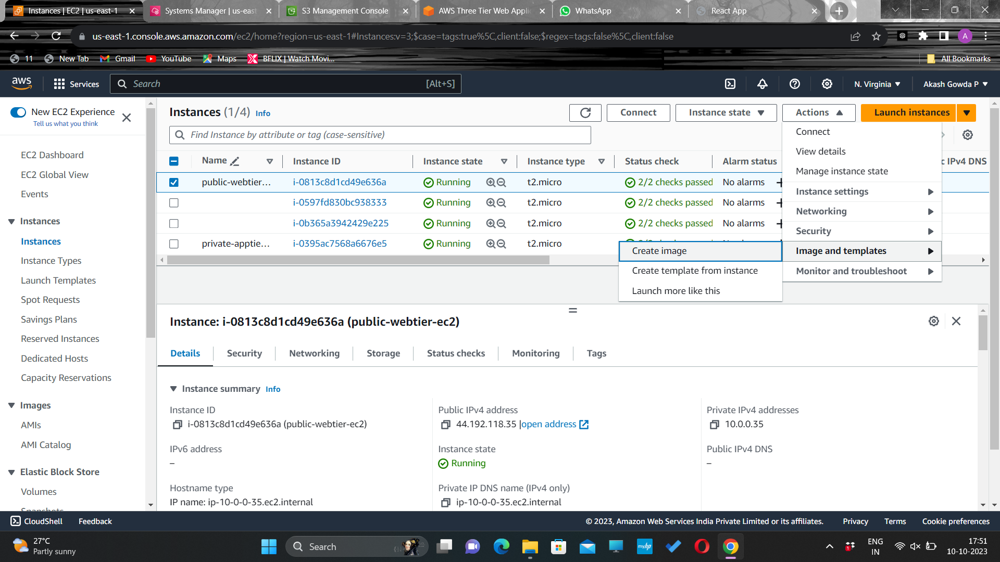 Instances | EC2 | us-east-1
Systems Manager | us-east
S3 Management Console
AWS Three Tier Web Applic
WhatsApp
React App
us-east-1.console.aws.amazon.com/ec2/home?region=us-east-1#Instances:v=3;$case=tags:true%5C,client:false;$regex=tags:false%5C,client:false
A
11
New Tab
Gmail
YouTube
Maps
BFLIX | Watch Movi...
All Bookmarks
aws
Services
Search
[Alt+S]
N. Virginia
Akash Gowda P
New EC2 Experience
Tell us what you think
EC2 Dashboard
EC2 Global View
Events
Instances
Instances
Instance Types
Launch Templates
Spot Requests
Savings Plans
Reserved Instances
Dedicated Hosts
Capacity Reservations
Images
AMIs
AMI Catalog
Elastic Block Store
Volumes
Snapshots
Instances (1/4) Info
Connect
Instance state
Actions
Launch instances
Find Instance by attribute or tag (case-sensitive)
Name
Instance ID
Instance state
Instance type
Status check
Alarm status
c IPv4 DNS
public-webtier... i-0813c8d1cd49e636a Running t2.micro 2/2 checks passed No alarms
i-0597fd830bc938333 Running t2.micro 2/2 checks passed No alarms
i-0b365a3942429e225 Running t2.micro 2/2 checks passed No alarms
private-apptie... i-0395ac7568a6676e5 Running t2.micro
Connect
View details
Manage instance state
Instance settings
Networking
Security
Image and templates
Monitor and troubleshoot
Create image
Create template from instance
Launch more like this
Instance: i-0813c8d1cd49e636a (public-webtier-ec2)
Details
Security
Networking
Storage
Status checks
Monitoring
Tags
Instance summary Info
Instance ID
i-0813c8d1cd49e636a (public-webtier-ec2)
Public IPv4 address
44.192.118.35 |open address
Private IPv4 addresses
10.0.0.35
IPv6 address
–
Instance state
Running
Public IPv4 DNS
–
Hostname type
IP name: ip-10-0-0-35.ec2.internal
Private IP DNS name (IPv4 only)
ip-10-0-0-35.ec2.internal
CloudShell
Feedback
© 2023, Amazon Web Services India Private Limited or its affiliates.
Privacy
Terms
Cookie preferences
27°C
Partly sunny
Search
myhp
1
ENG
IN
17:51
10-10-2023